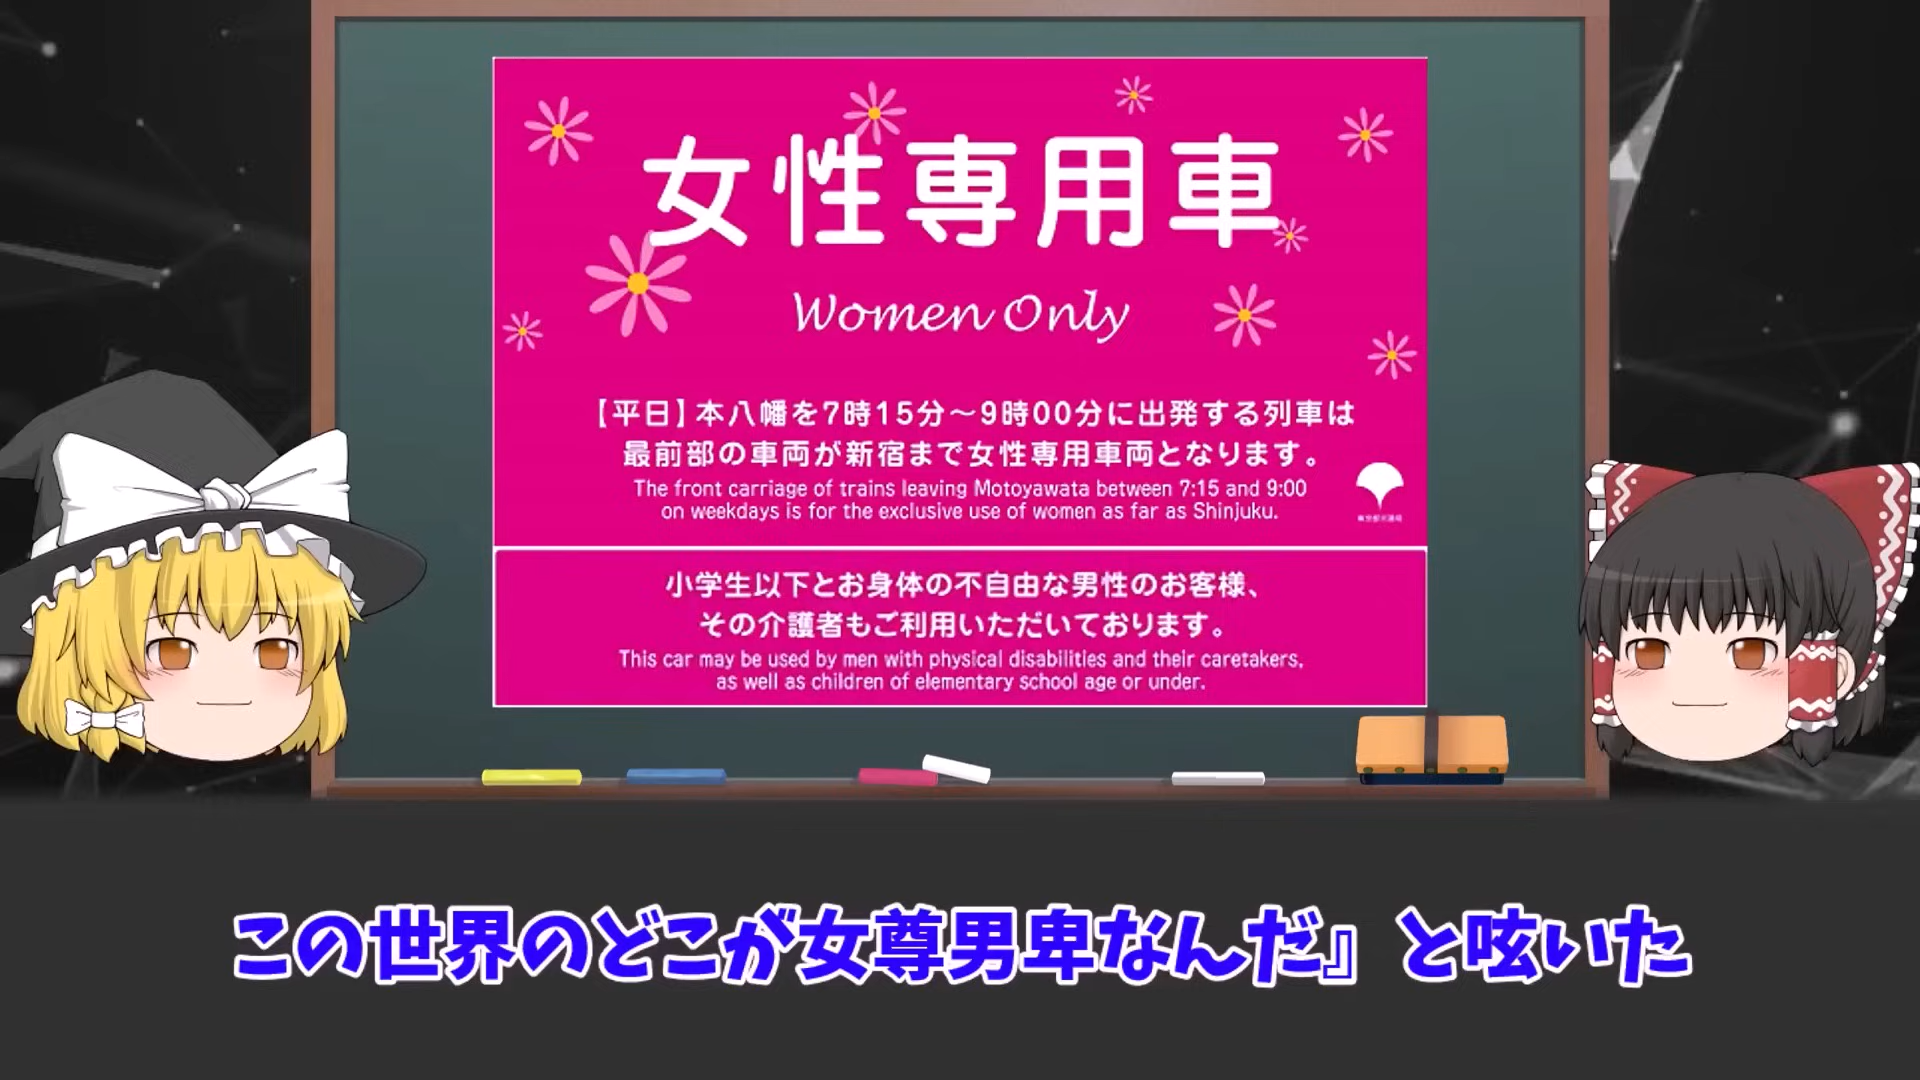 女性専用車
Women Only
【平日】本八幡を7時15分～9時00分に出発する列車は
最前部の車両が新宿まで女性専用車両となります。
The front carriage of trains leaving Motoyawata between 7:15 and 9:00
on weekdays is for the exclusive use of women as far as Shinjuku.
東京都交通局
小学生以下とお身体の不自由な男性のお客様、
その介護者もご利用いただいております。
This car may be used by men with physical disabilities and their caretakers,
as well as children of elementary school age or under.
この世界のどこが女尊男卑なんだ』と呟いた